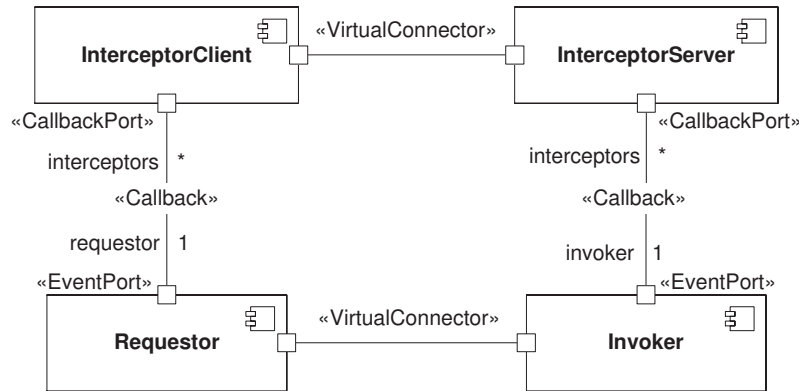 «VirtualConnector»
InterceptorClient
InterceptorServer
«CallbackPort»
«CallbackPort»
interceptors *
interceptors *
«Callback»
«Callback»
requestor 1
invoker 1
«EventPort»
«EventPort»
«VirtualConnector»
Requestor
Invoker